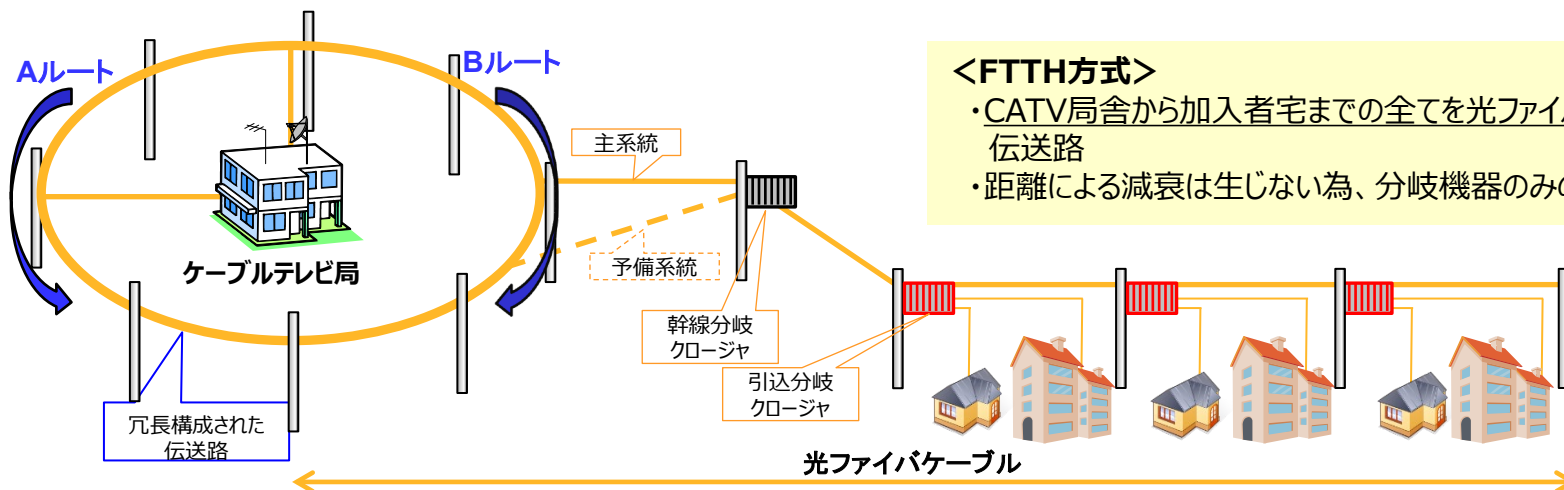 Aルート
Bルート
ケーブルテレビ局
冗長構成された
伝送路
主系統
予備系統
幹線分岐
クロージャ
引込分岐
クロージャ
<FTTH方式>
・CATV局舎から加入者宅までの全てを光ファイ
伝送路
・距離による減衰は生じない為、分岐機器のみ
光ファイバケーブル